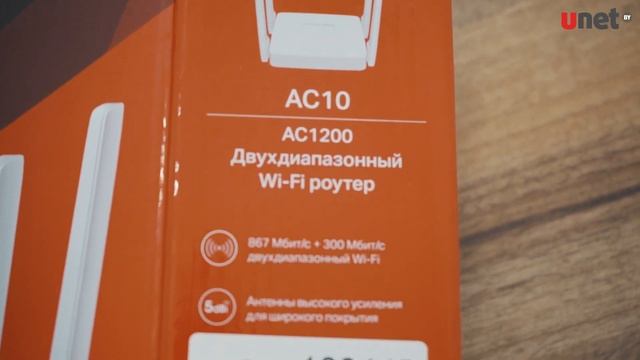 Unet BY
AC10
AC1200
Двухдиапазонный
Wi-Fi роутер
867 Мбит/с + 300 Мбит/с
двухдиапазонный Wi-Fi
5dBi
Антенны высокого усиления
для широкого покрытия